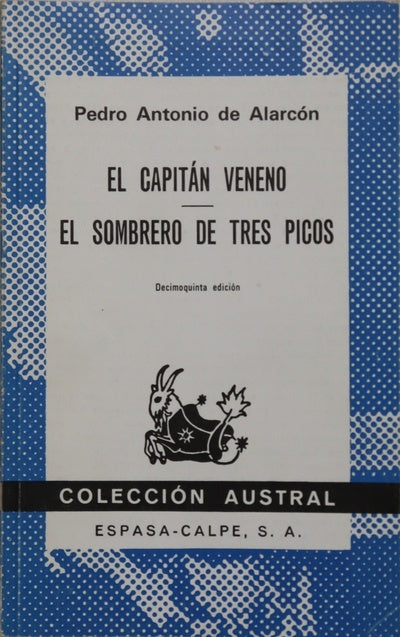 Pedro Antonio de Alarcón
EL CAPITÁN VENENO
EL SOMBRERO DE TRES PICOS
Decimoquinta edición
COLECCIÓN AUSTRAL
ESPASA-CALPE, S. A.